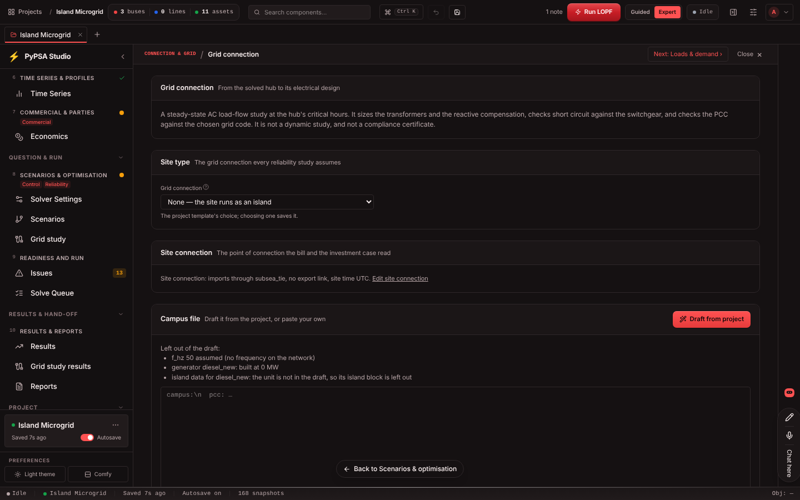 Projects / Island Microgrid 3 buses 0 lines 11 assets Search components... Ctrl K 1 note Run LOPF Guided Expert Idle A
Island Microgrid
PyPSA Studio
CONNECTION & GRID / Grid connection Next: Loads & demand › Close ×
6 TIME SERIES & PROFILES
Time Series
7 COMMERCIAL & PARTIES
Commercial
Economics
QUESTION & RUN
8 SCENARIOS & OPTIMISATION
Control Reliability
Solver Settings
Scenarios
Grid study
9 READINESS AND RUN
Issues 13
Solve Queue
RESULTS & HAND-OFF
10 RESULTS & REPORTS
Results
Grid study results
Reports
PROJECT
Island Microgrid
Saved 7s ago Autosave
PREFERENCES
Light theme Comfy
Grid connection From the solved hub to its electrical design
A steady-state AC load-flow study at the hub's critical hours. It sizes the transformers and the reactive compensation, checks short circuit against the switchgear, and checks the PCC
against the chosen grid code. It is not a dynamic study, and not a compliance certificate.
Site type The grid connection every reliability study assumes
Grid connection
None — the site runs as an island
The project template's choice; choosing one saves it.
Site connection The point of connection the bill and the investment case read
Site connection: imports through subsea_tie, no export link, site time UTC. Edit site connection
Campus file Draft it from the project, or paste your own
Draft from project
Left out of the draft:
• f_hz 50 assumed (no frequency on the network)
• generator diesel_new: built at 0 MW
• island data for diesel_new: the unit is not in the draft, so its island block is left out
campus:\n pcc: …
Back to Scenarios & optimisation
Chat here
Idle Island Microgrid Saved 7s ago Autosave on 168 snapshots Obj: —